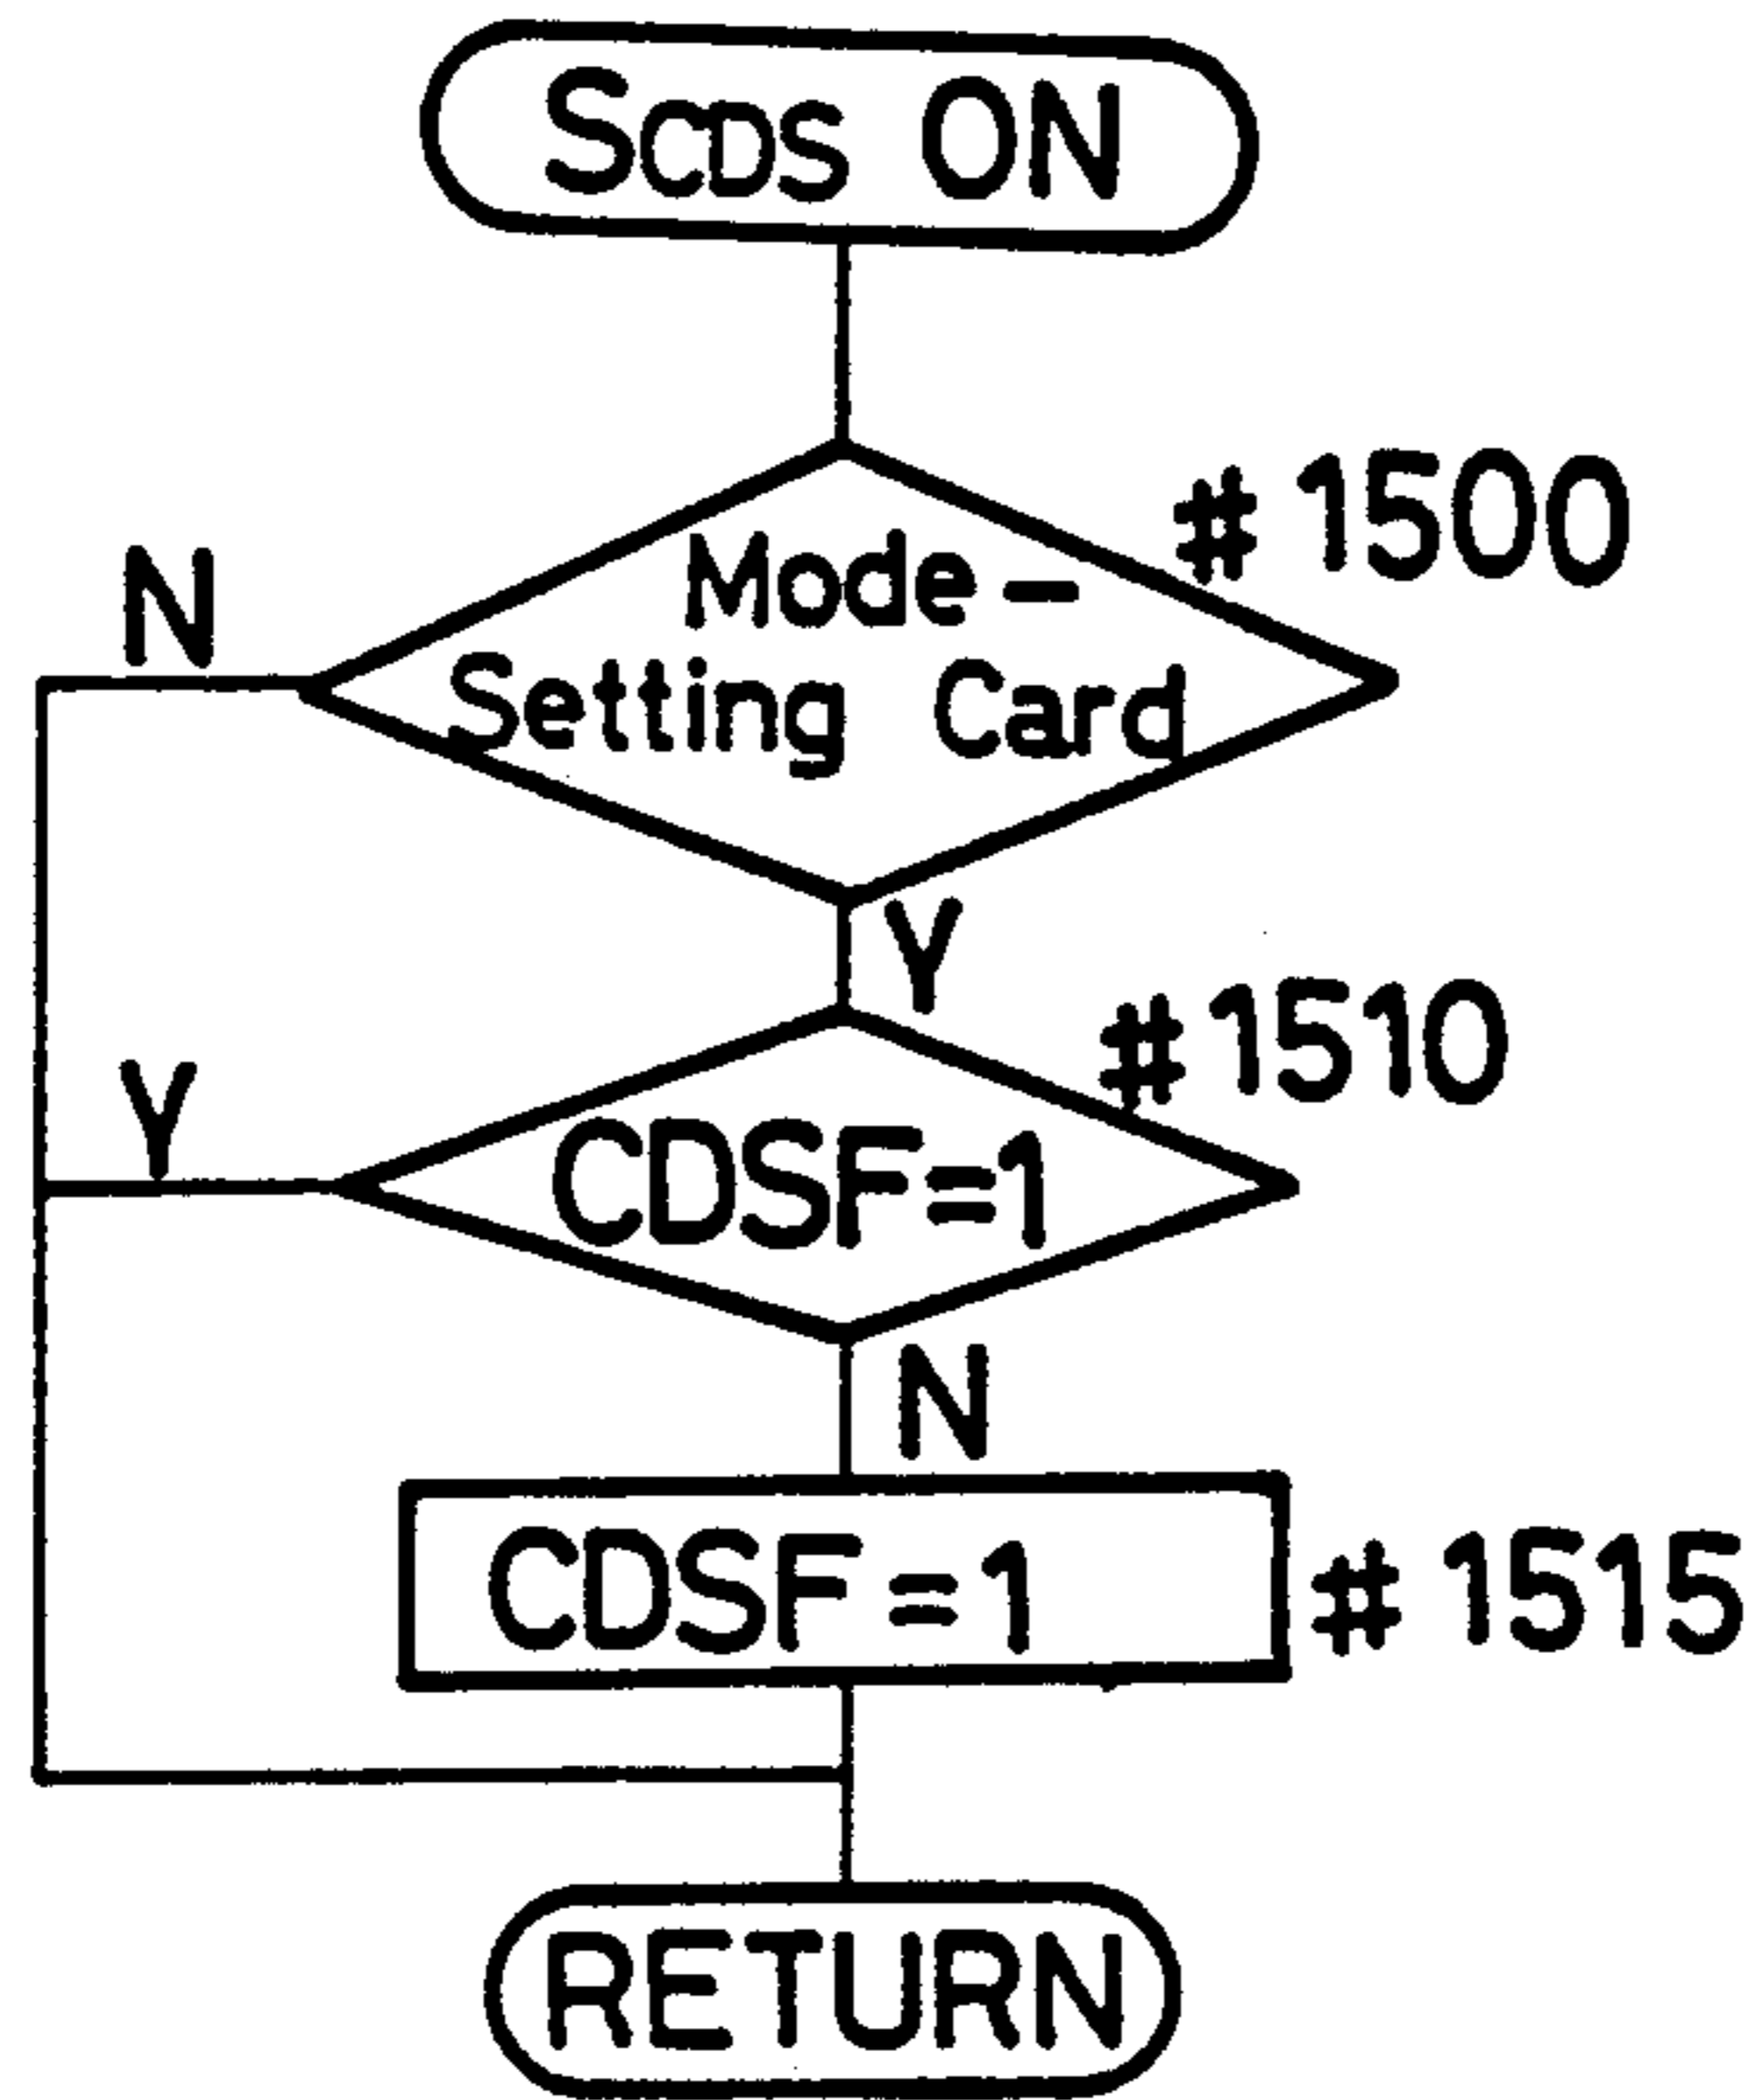 SCDS ON
# 1500
N
Mode-
Setting Card
Y
# 1510
Y
CDSF=1
N
CDSF=1
# 1515
RETURN